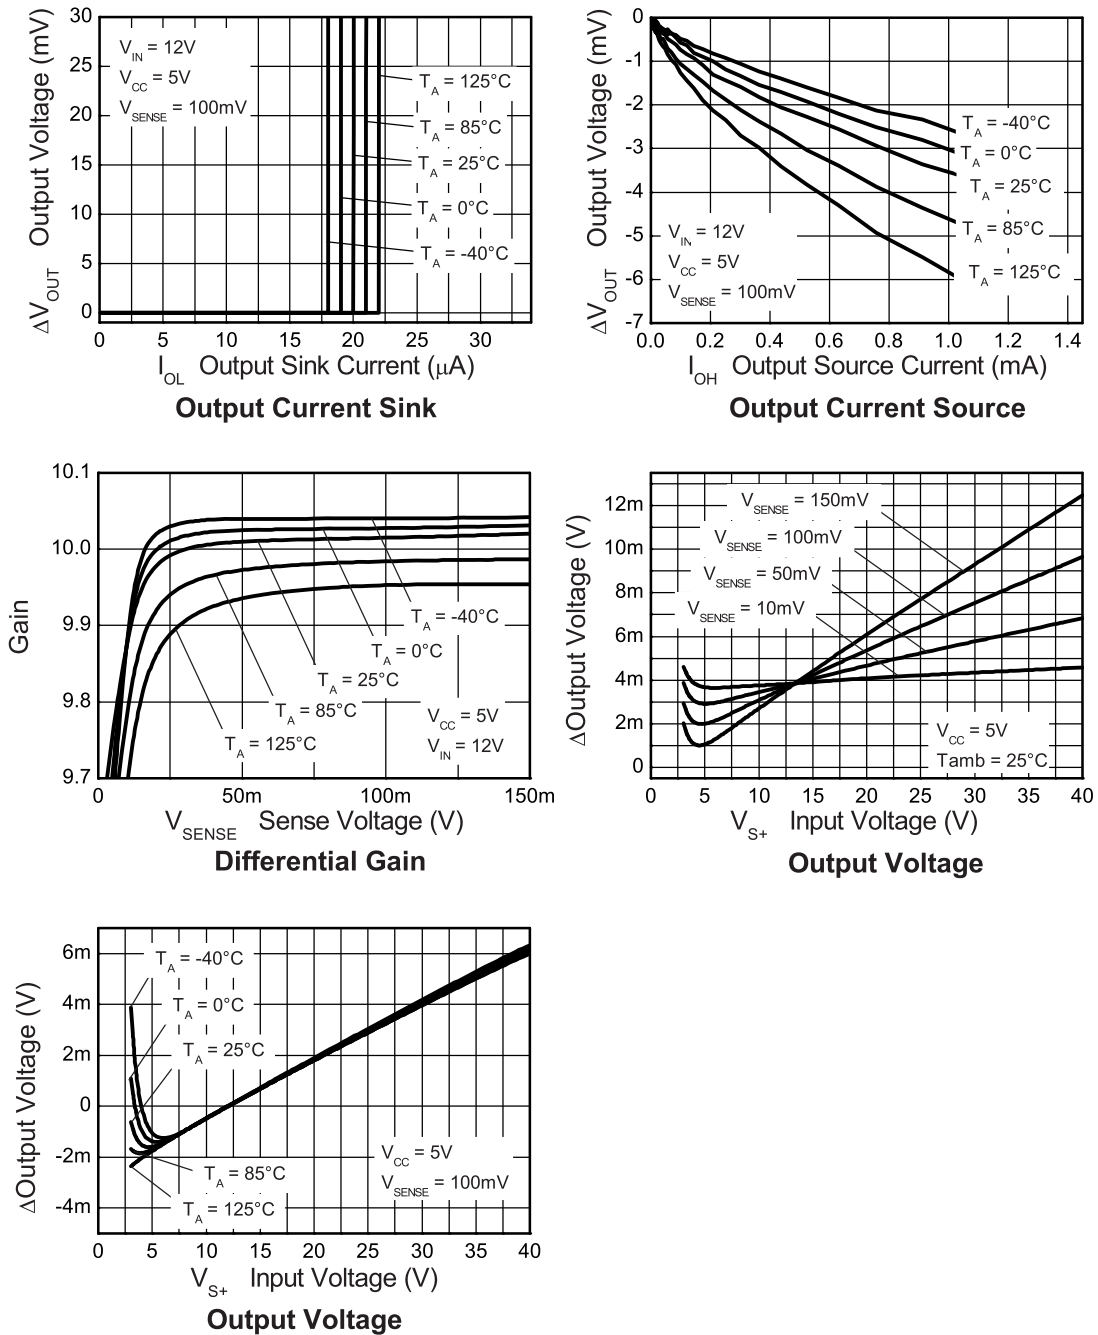 30
25
20
15
10
5
0
ΔV_OUT Output Voltage (mV)
V_IN = 12V
V_CC = 5V
V_SENSE = 100mV
T_A = 125°C
T_A = 85°C
T_A = 25°C
T_A = 0°C
T_A = -40°C
0 5 10 15 20 25 30
I_OL Output Sink Current (μA)
Output Current Sink
0
-1
-2
-3
-4
-5
-6
-7
ΔV_OUT Output Voltage (mV)
T_A = -40°C
T_A = 0°C
T_A = 25°C
T_A = 85°C
T_A = 125°C
V_IN = 12V
V_CC = 5V
V_SENSE = 100mV
0.0 0.2 0.4 0.6 0.8 1.0 1.2 1.4
I_OH Output Source Current (mA)
Output Current Source
10.1
10.0
9.9
9.8
9.7
Gain
T_A = -40°C
T_A = 0°C
T_A = 25°C
T_A = 85°C
T_A = 125°C
V_CC = 5V
V_IN = 12V
0 50m 100m 150m
V_SENSE Sense Voltage (V)
Differential Gain
12m
10m
8m
6m
4m
2m
0
ΔOutput Voltage (V)
V_SENSE = 150mV
V_SENSE = 100mV
V_SENSE = 50mV
V_SENSE = 10mV
V_CC = 5V
Tamb = 25°C
0 5 10 15 20 25 30 35 40
V_S+ Input Voltage (V)
Output Voltage
6m
4m
2m
0
-2m
-4m
ΔOutput Voltage (V)
T_A = -40°C
T_A = 0°C
T_A = 25°C
T_A = 85°C
T_A = 125°C
V_CC = 5V
V_SENSE = 100mV
0 5 10 15 20 25 30 35 40
V_S+ Input Voltage (V)
Output Voltage